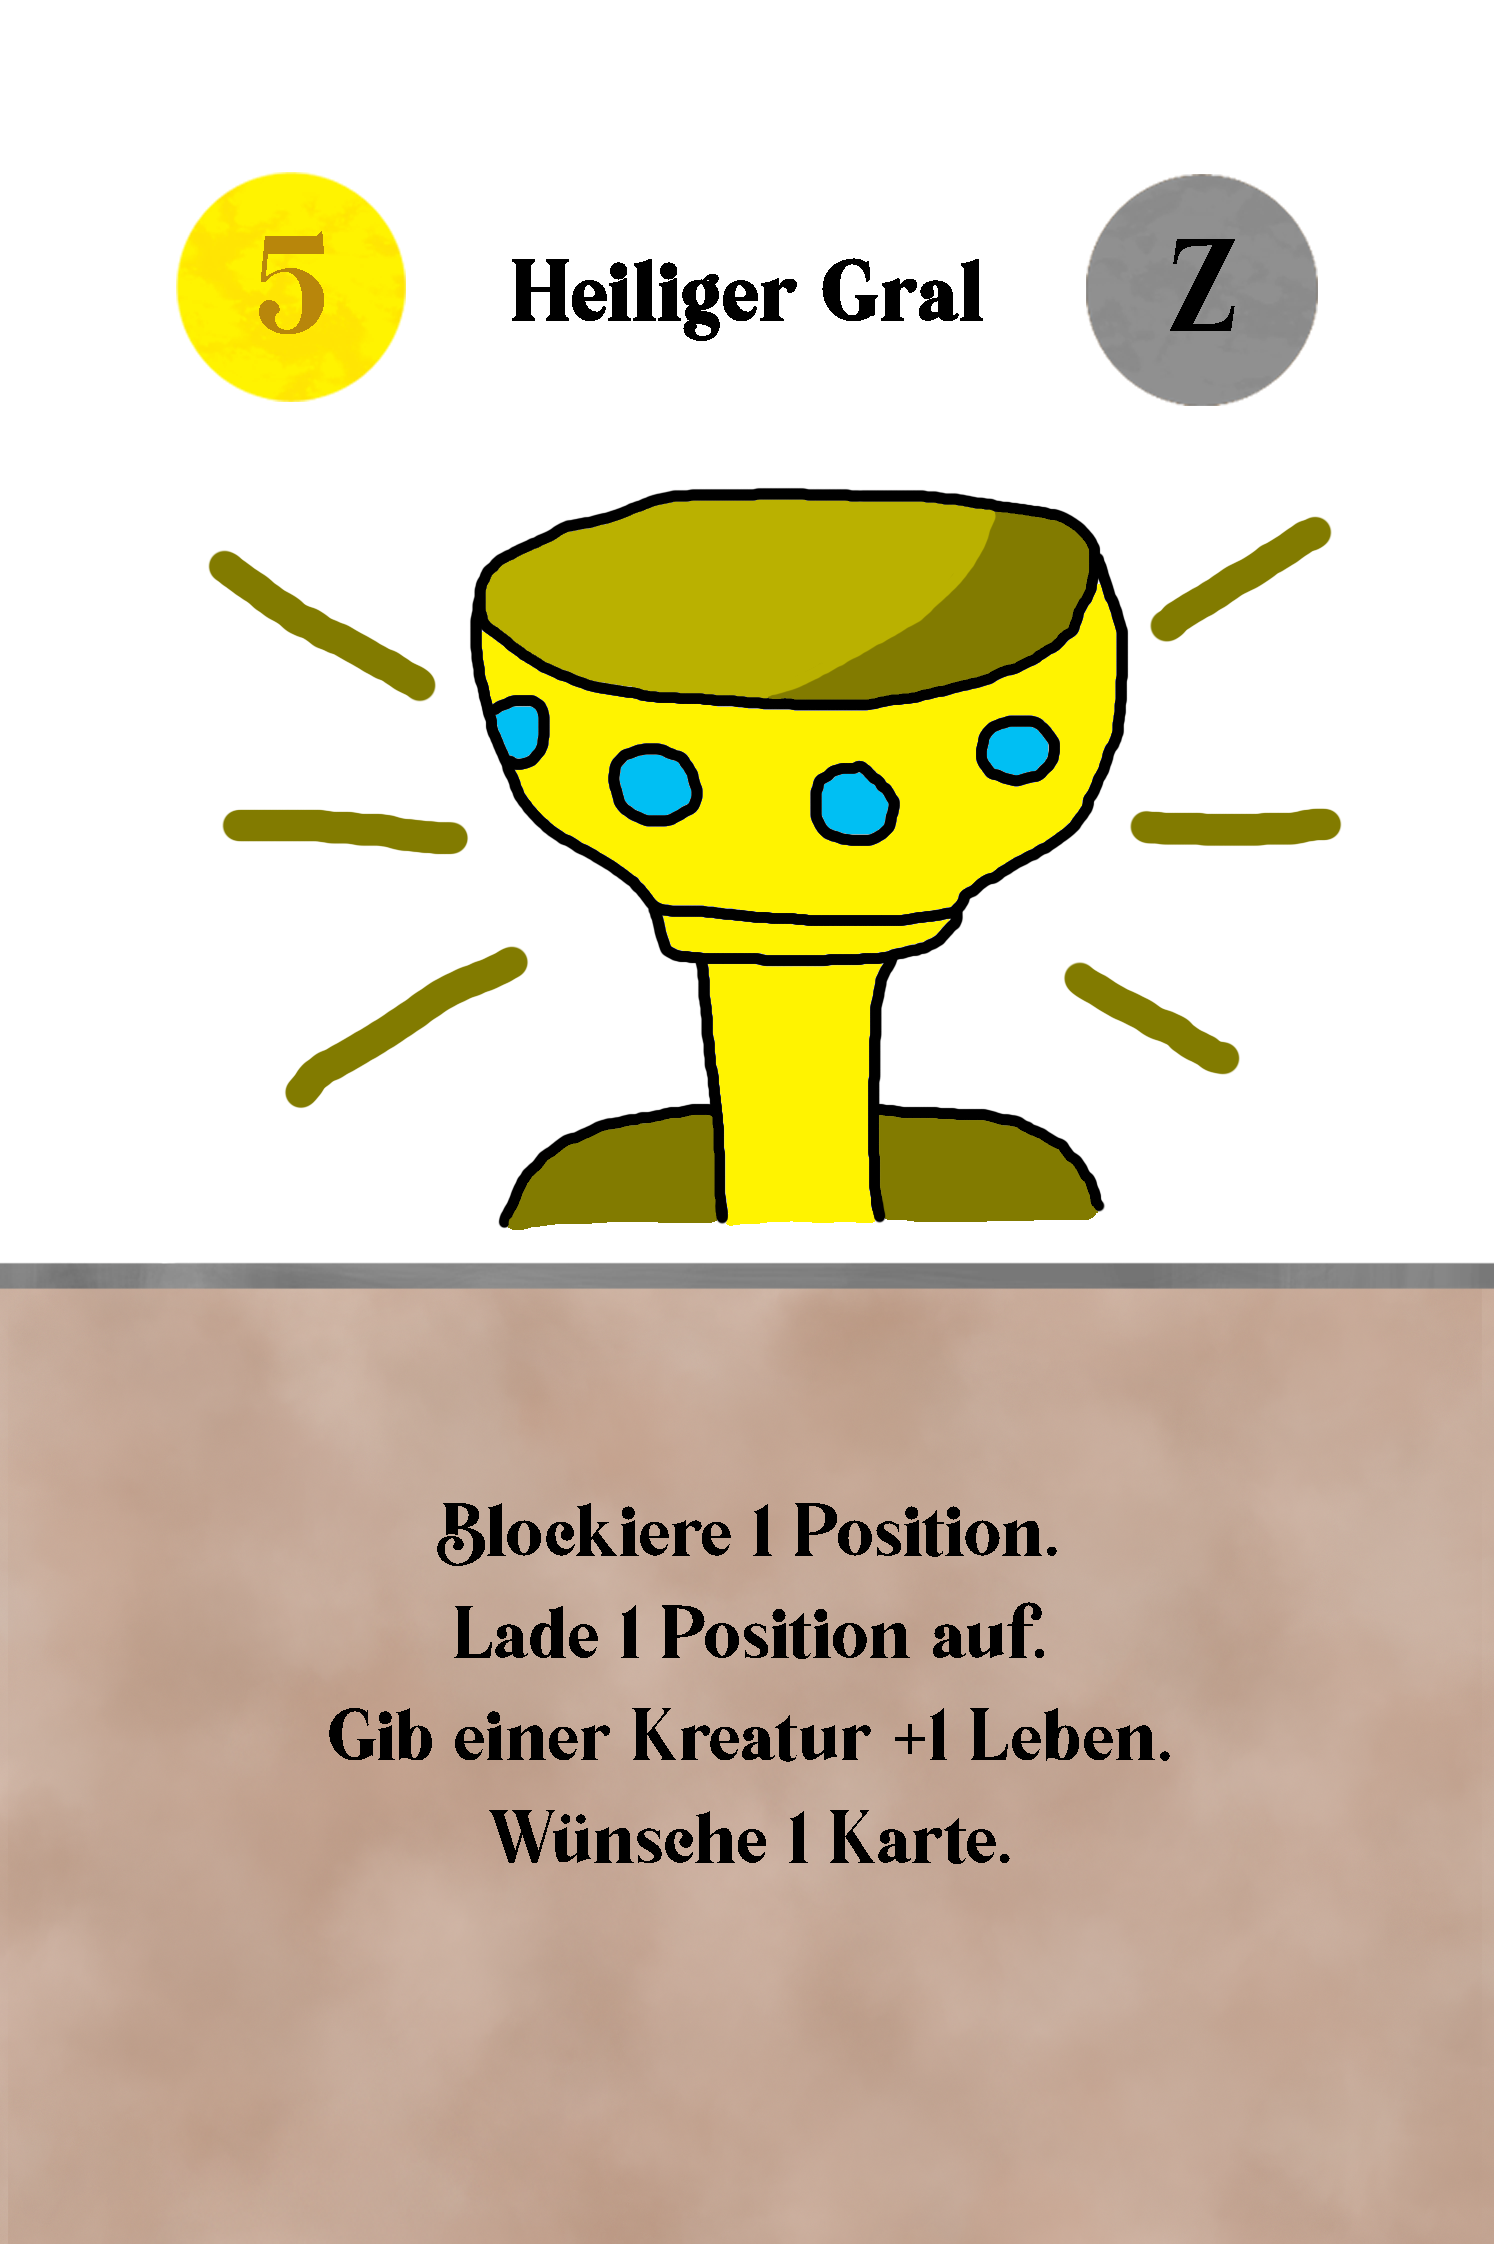 5
Heiliger Gral
Z
Blockiere 1 Position.
Lade 1 Position auf.
Gib einer Kreatur +1 Leben.
Wünsche 1 Karte.